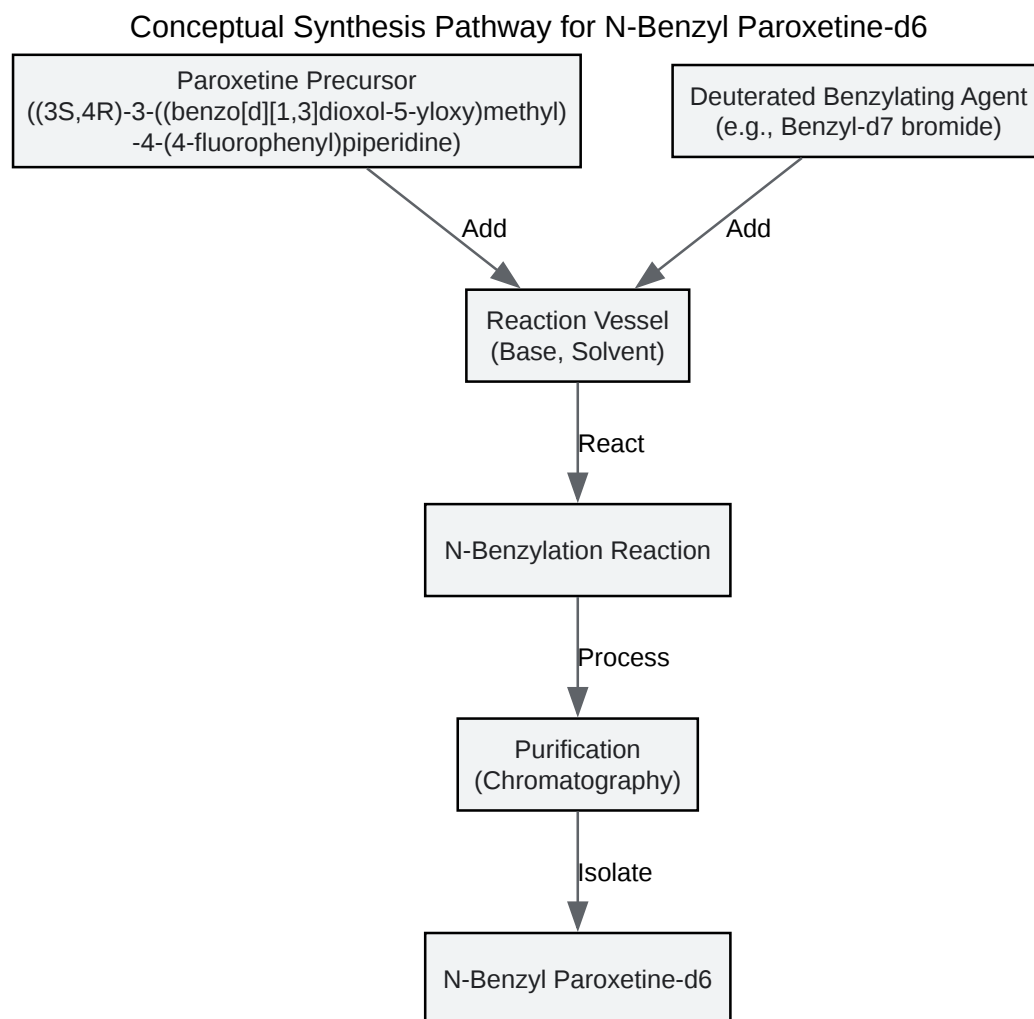 Conceptual Synthesis Pathway for N-Benzyl Paroxetine-d6
Paroxetine Precursor
((3S,4R)-3-((benzo[d][1,3]dioxol-5-yloxy)methyl)
-4-(4-fluorophenyl)piperidine)
Deuterated Benzylating Agent
(e.g., Benzyl-d7 bromide)
Add
Add
Reaction Vessel
(Base, Solvent)
React
N-Benzylation Reaction
Process
Purification
(Chromatography)
Isolate
N-Benzyl Paroxetine-d6